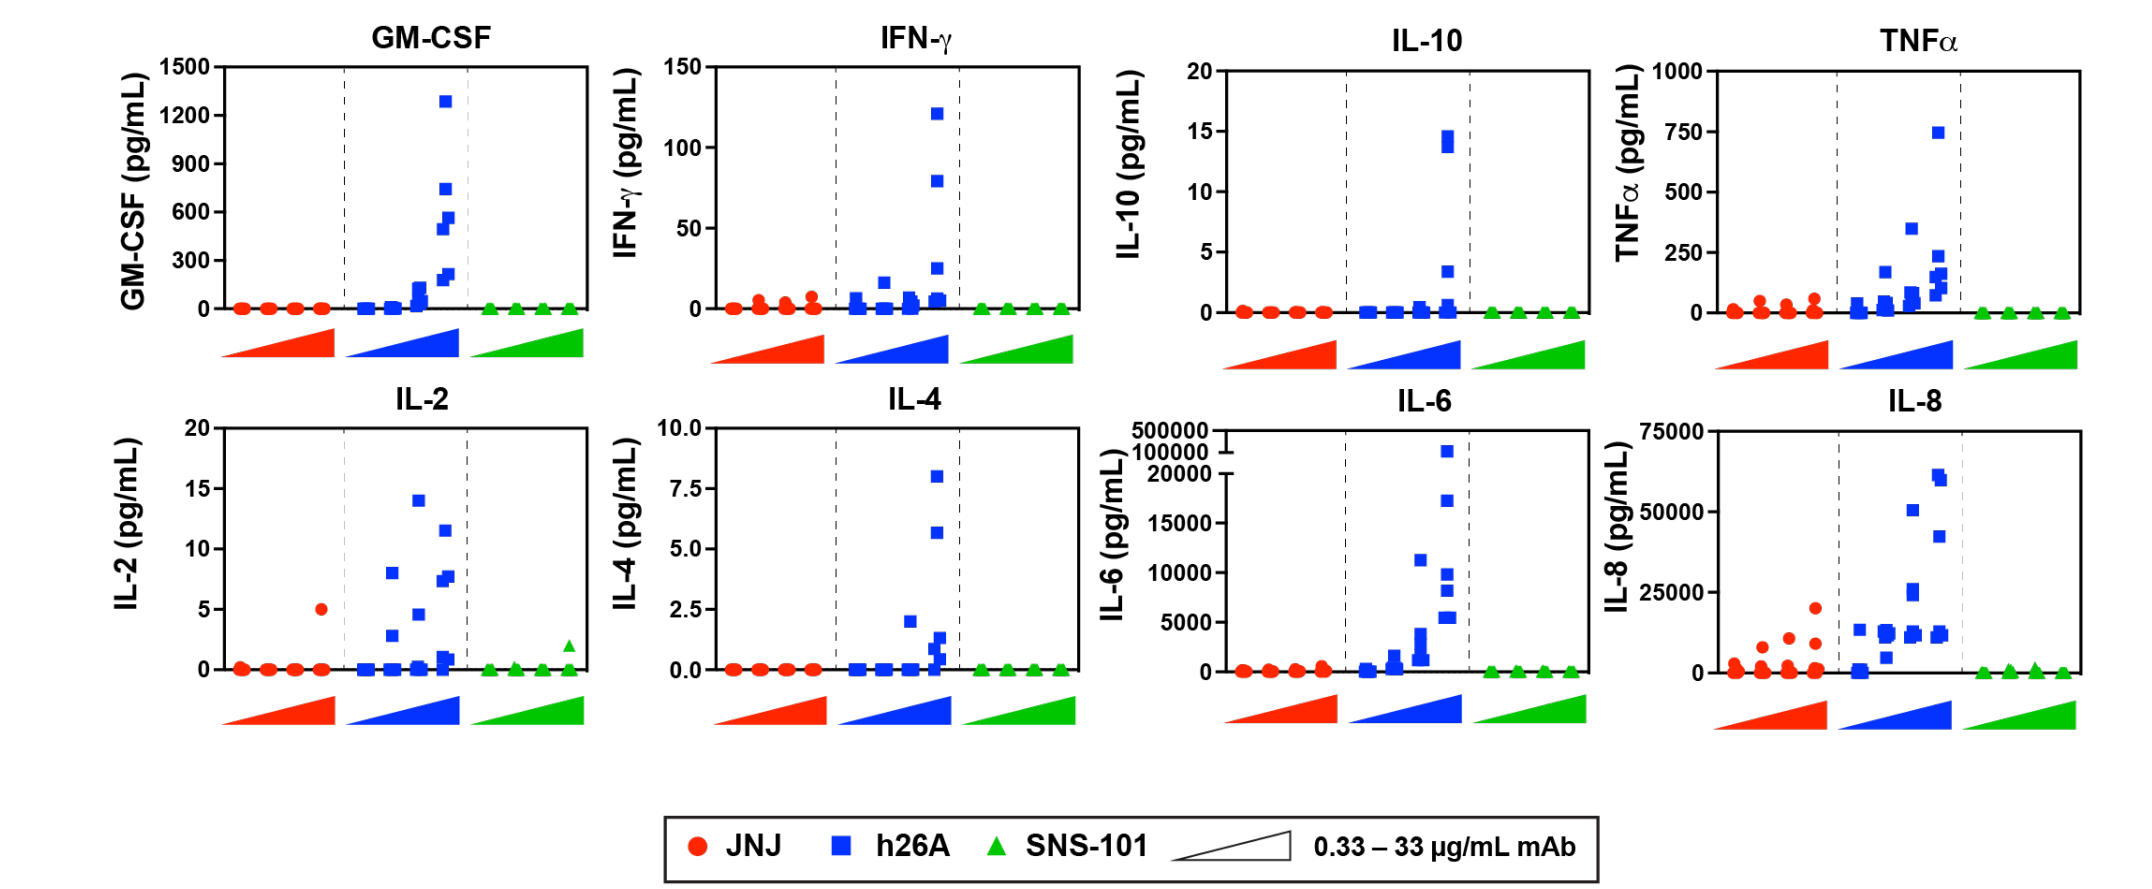 GM-CSF
GM-CSF (pg/mL)
1500
1200
900
600
300
0
IFN-γ
IFN-γ (pg/mL)
150
100
50
0
IL-10
IL-10 (pg/mL)
20
15
10
5
0
TNFα
TNFα (pg/mL)
1000
750
500
250
0
IL-2
IL-2 (pg/mL)
20
15
10
5
0
IL-4
IL-4 (pg/mL)
10.0
7.5
5.0
2.5
0.0
IL-6
IL-6 (pg/mL)
500000
100000
20000
15000
10000
5000
0
IL-8
IL-8 (pg/mL)
75000
50000
25000
0
JNJ h26A SNS-101 0.33 – 33 µg/mL mAb